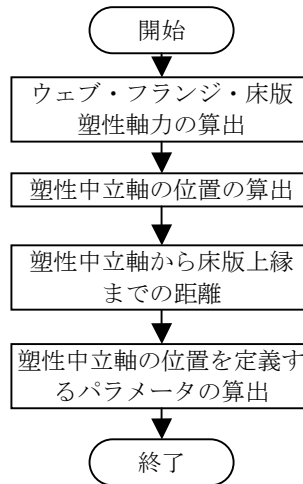 開始
ウェブ・フランジ・床版
塑性軸力の算出
塑性中立軸の位置の算出
塑性中立軸から床版上縁
までの距離
塑性中立軸の位置を定義す
るパラメータの算出
終了